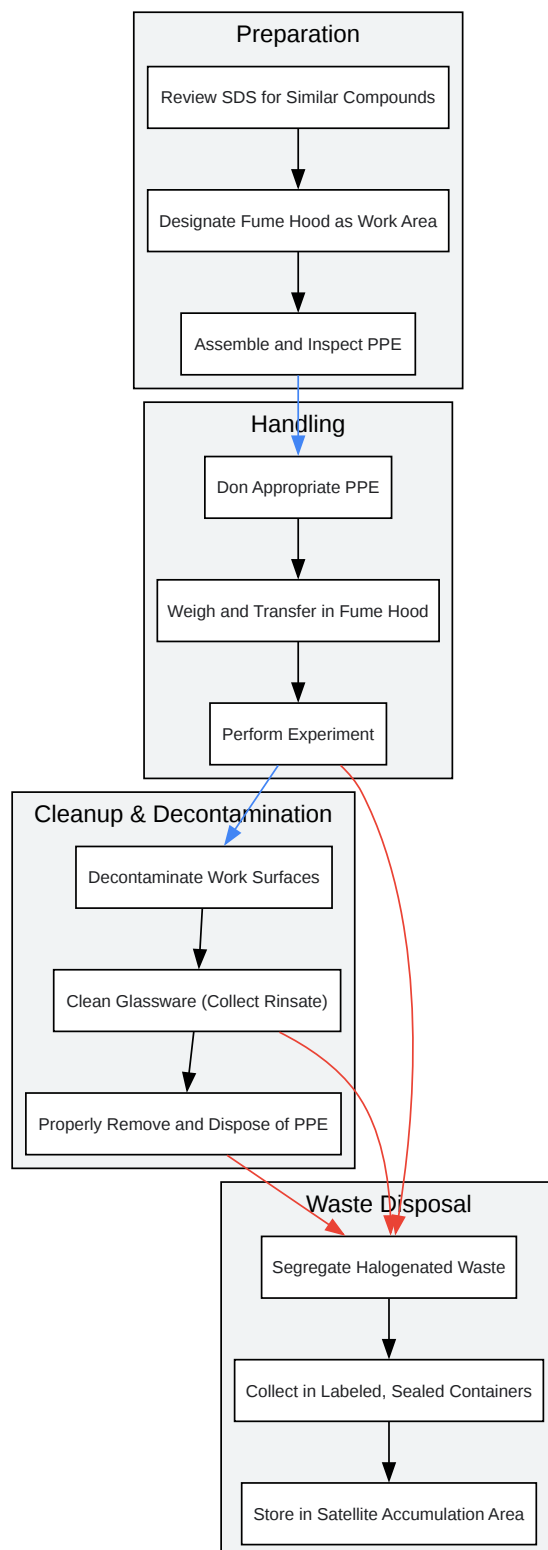 Preparation
Review SDS for Similar Compounds
Designate Fume Hood as Work Area
Assemble and Inspect PPE
Handling
Don Appropriate PPE
Weigh and Transfer in Fume Hood
Perform Experiment
Cleanup & Decontamination
Decontaminate Work Surfaces
Clean Glassware (Collect Rinsate)
Properly Remove and Dispose of PPE
Waste Disposal
Segregate Halogenated Waste
Collect in Labeled, Sealed Containers
Store in Satellite Accumulation Area